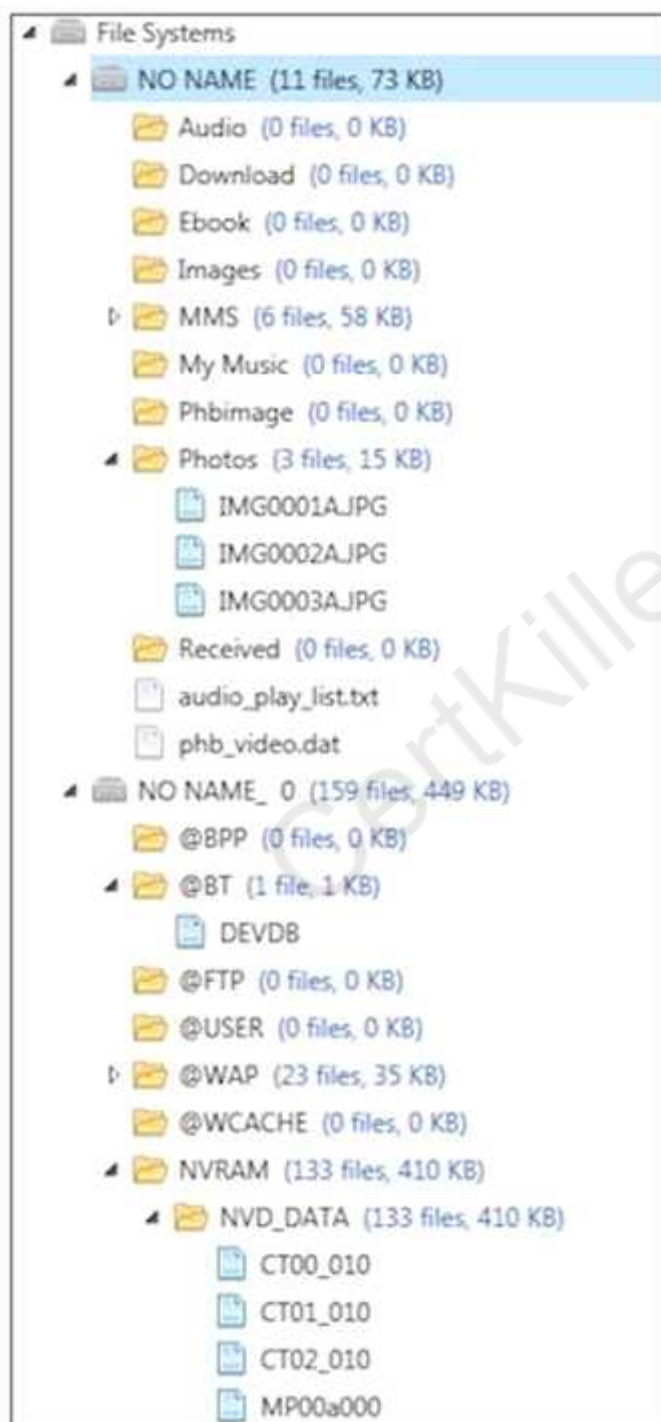 File Systems
NO NAME (11 files, 73 KB)
Audio (0 files, 0 KB)
Download (0 files, 0 KB)
Ebook (0 files, 0 KB)
Images (0 files, 0 KB)
MMS (6 files, 58 KB)
My Music (0 files, 0 KB)
Phbimage (0 files, 0 KB)
Photos (3 files, 15 KB)
IMG0001A.JPG
IMG0002A.JPG
IMG0003A.JPG
Received (0 files, 0 KB)
audio_play_list.txt
phb_video.dat
NO NAME_ 0 (159 files, 449 KB)
@BPP (0 files, 0 KB)
@BT (1 file, 1 KB)
DEVDB
@FTP (0 files, 0 KB)
@USER (0 files, 0 KB)
@WAP (23 files, 35 KB)
@WCACHE (0 files, 0 KB)
NVRAM (133 files, 410 KB)
NVD_DATA (133 files, 410 KB)
CT00_010
CT01_010
CT02_010
MP00a000
CertKille